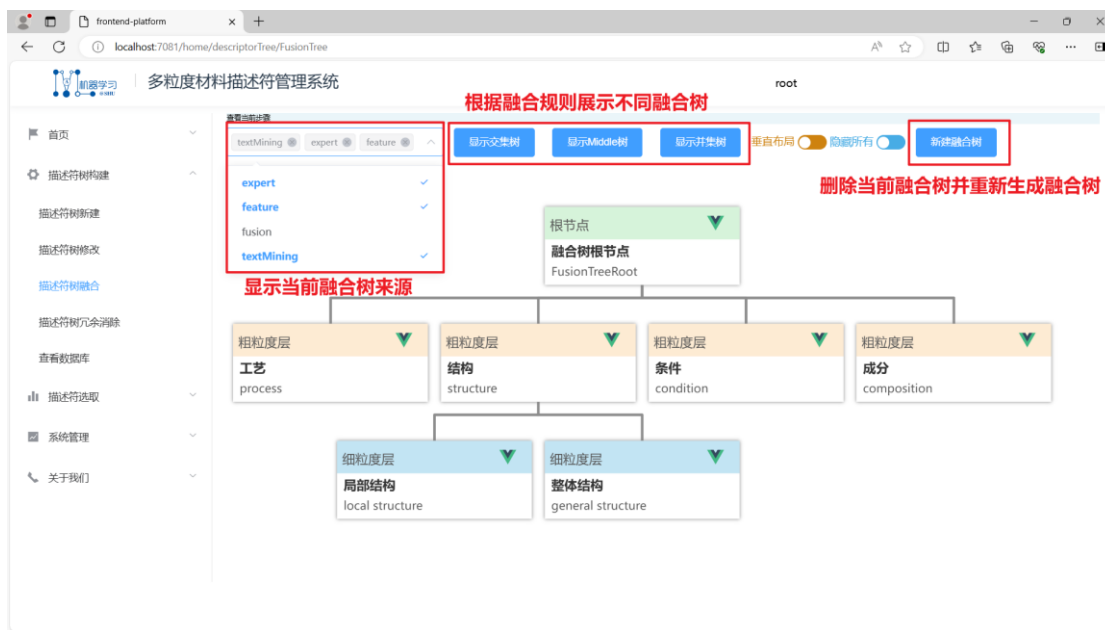 frontend-platform
localhost:7081/home/descriptorTree/FusionTree
机器学习
多粒度材料描述符管理系统
root
根据融合规则展示不同融合树
查看当前步骤
首页
textMining
expert
feature
显示交集树
显示Middle树
显示并集树
垂直布局
隐藏所有
新建融合树
描述符树构建
expert
feature
fusion
textMining
删除当前融合树并重新生成融合树
显示当前融合树来源
描述符树新建
描述符树修改
描述符树融合
描述符树冗余消除
查看数据库
描述符选取
系统管理
关于我们
根节点
融合树根节点
FusionTreeRoot
粗粒度层
工艺
process
粗粒度层
结构
structure
粗粒度层
条件
condition
粗粒度层
成分
composition
细粒度层
局部结构
local structure
细粒度层
整体结构
general structure